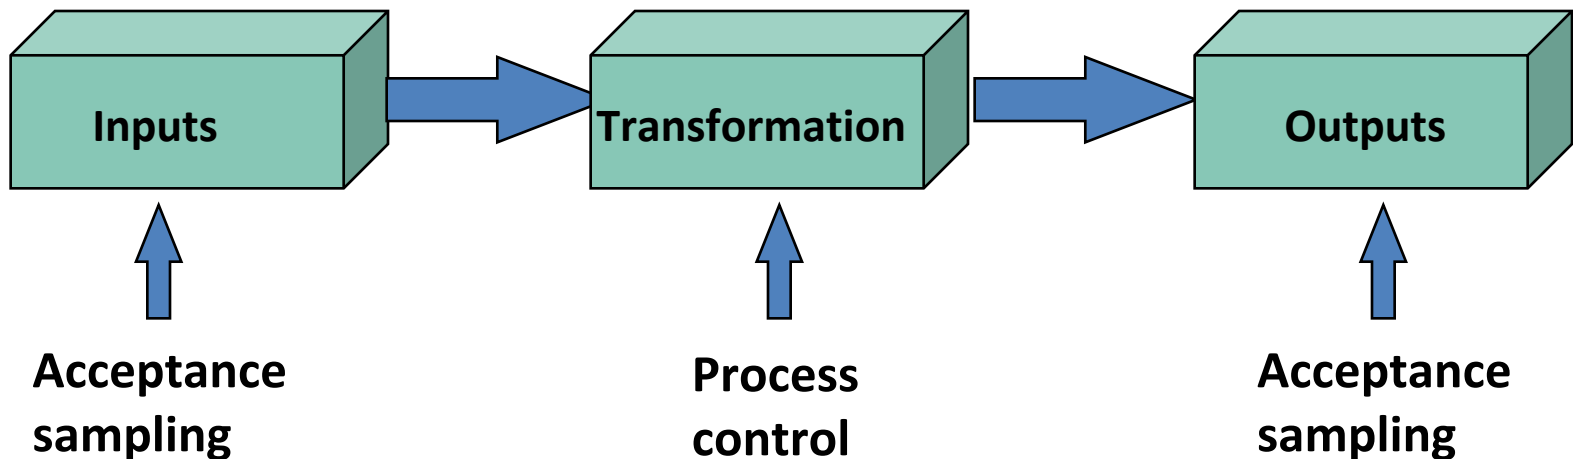 Inputs
Transformation
Outputs
Acceptance
sampling
Process
control
Acceptance
sampling